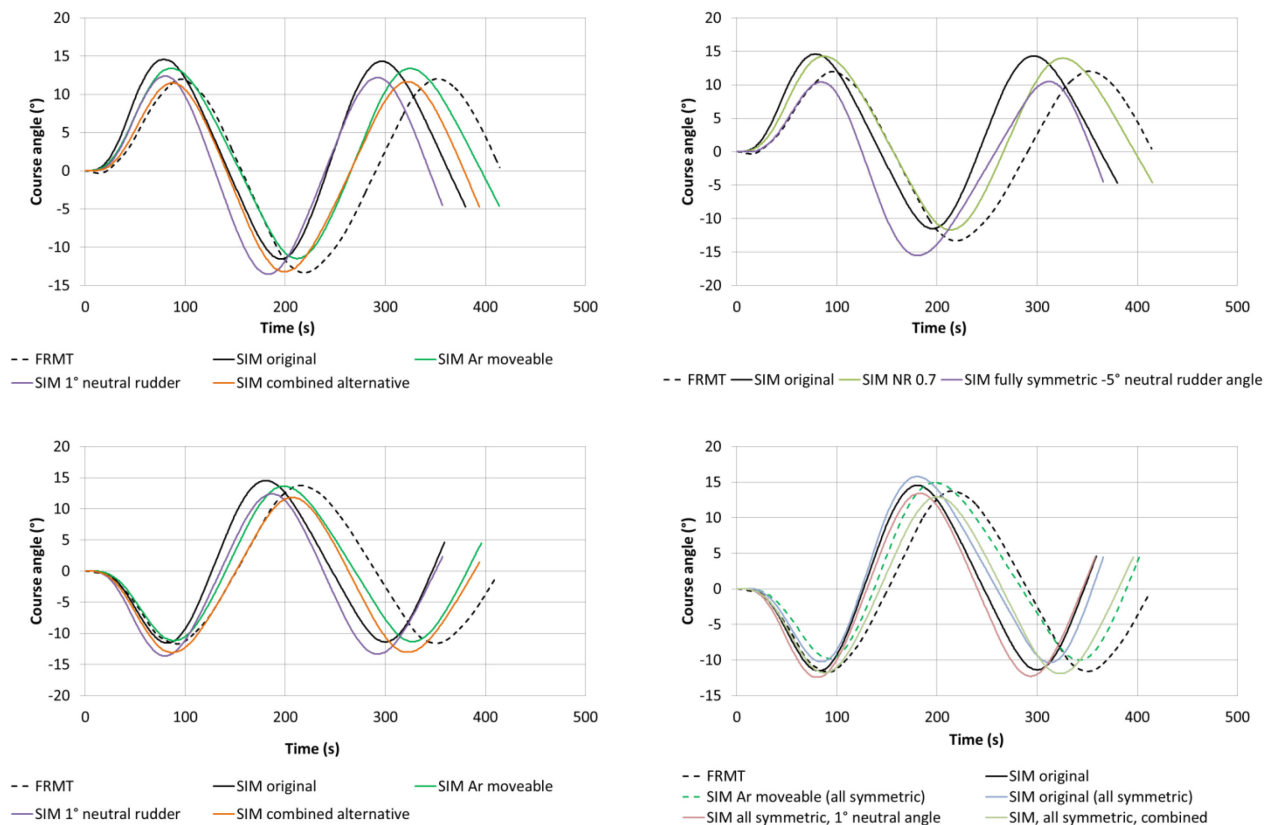 20
15
10
5
0
-5
-10
-15
Course angle (°)
0 100 200 300 400 500
Time (s)
FRMT SIM original SIM Ar moveable
SIM 1° neutral rudder SIM combined alternative
20
15
10
5
0
-5
-10
-15
-20
Course angle (°)
0 100 200 300 400 500
Time (s)
FRMT SIM original SIM NR 0.7 SIM fully symmetric -5° neutral rudder angle
20
15
10
5
0
-5
-10
-15
-20
Course angle (°)
0 100 200 300 400 500
Time (s)
FRMT SIM original SIM Ar moveable
SIM 1° neutral rudder SIM combined alternative
20
15
10
5
0
-5
-10
-15
Course angle (°)
0 100 200 300 400 500
Time (s)
FRMT SIM original
SIM Ar moveable (all symmetric) SIM original (all symmetric)
SIM all symmetric, 1° neutral angle SIM, all symmetric, combined